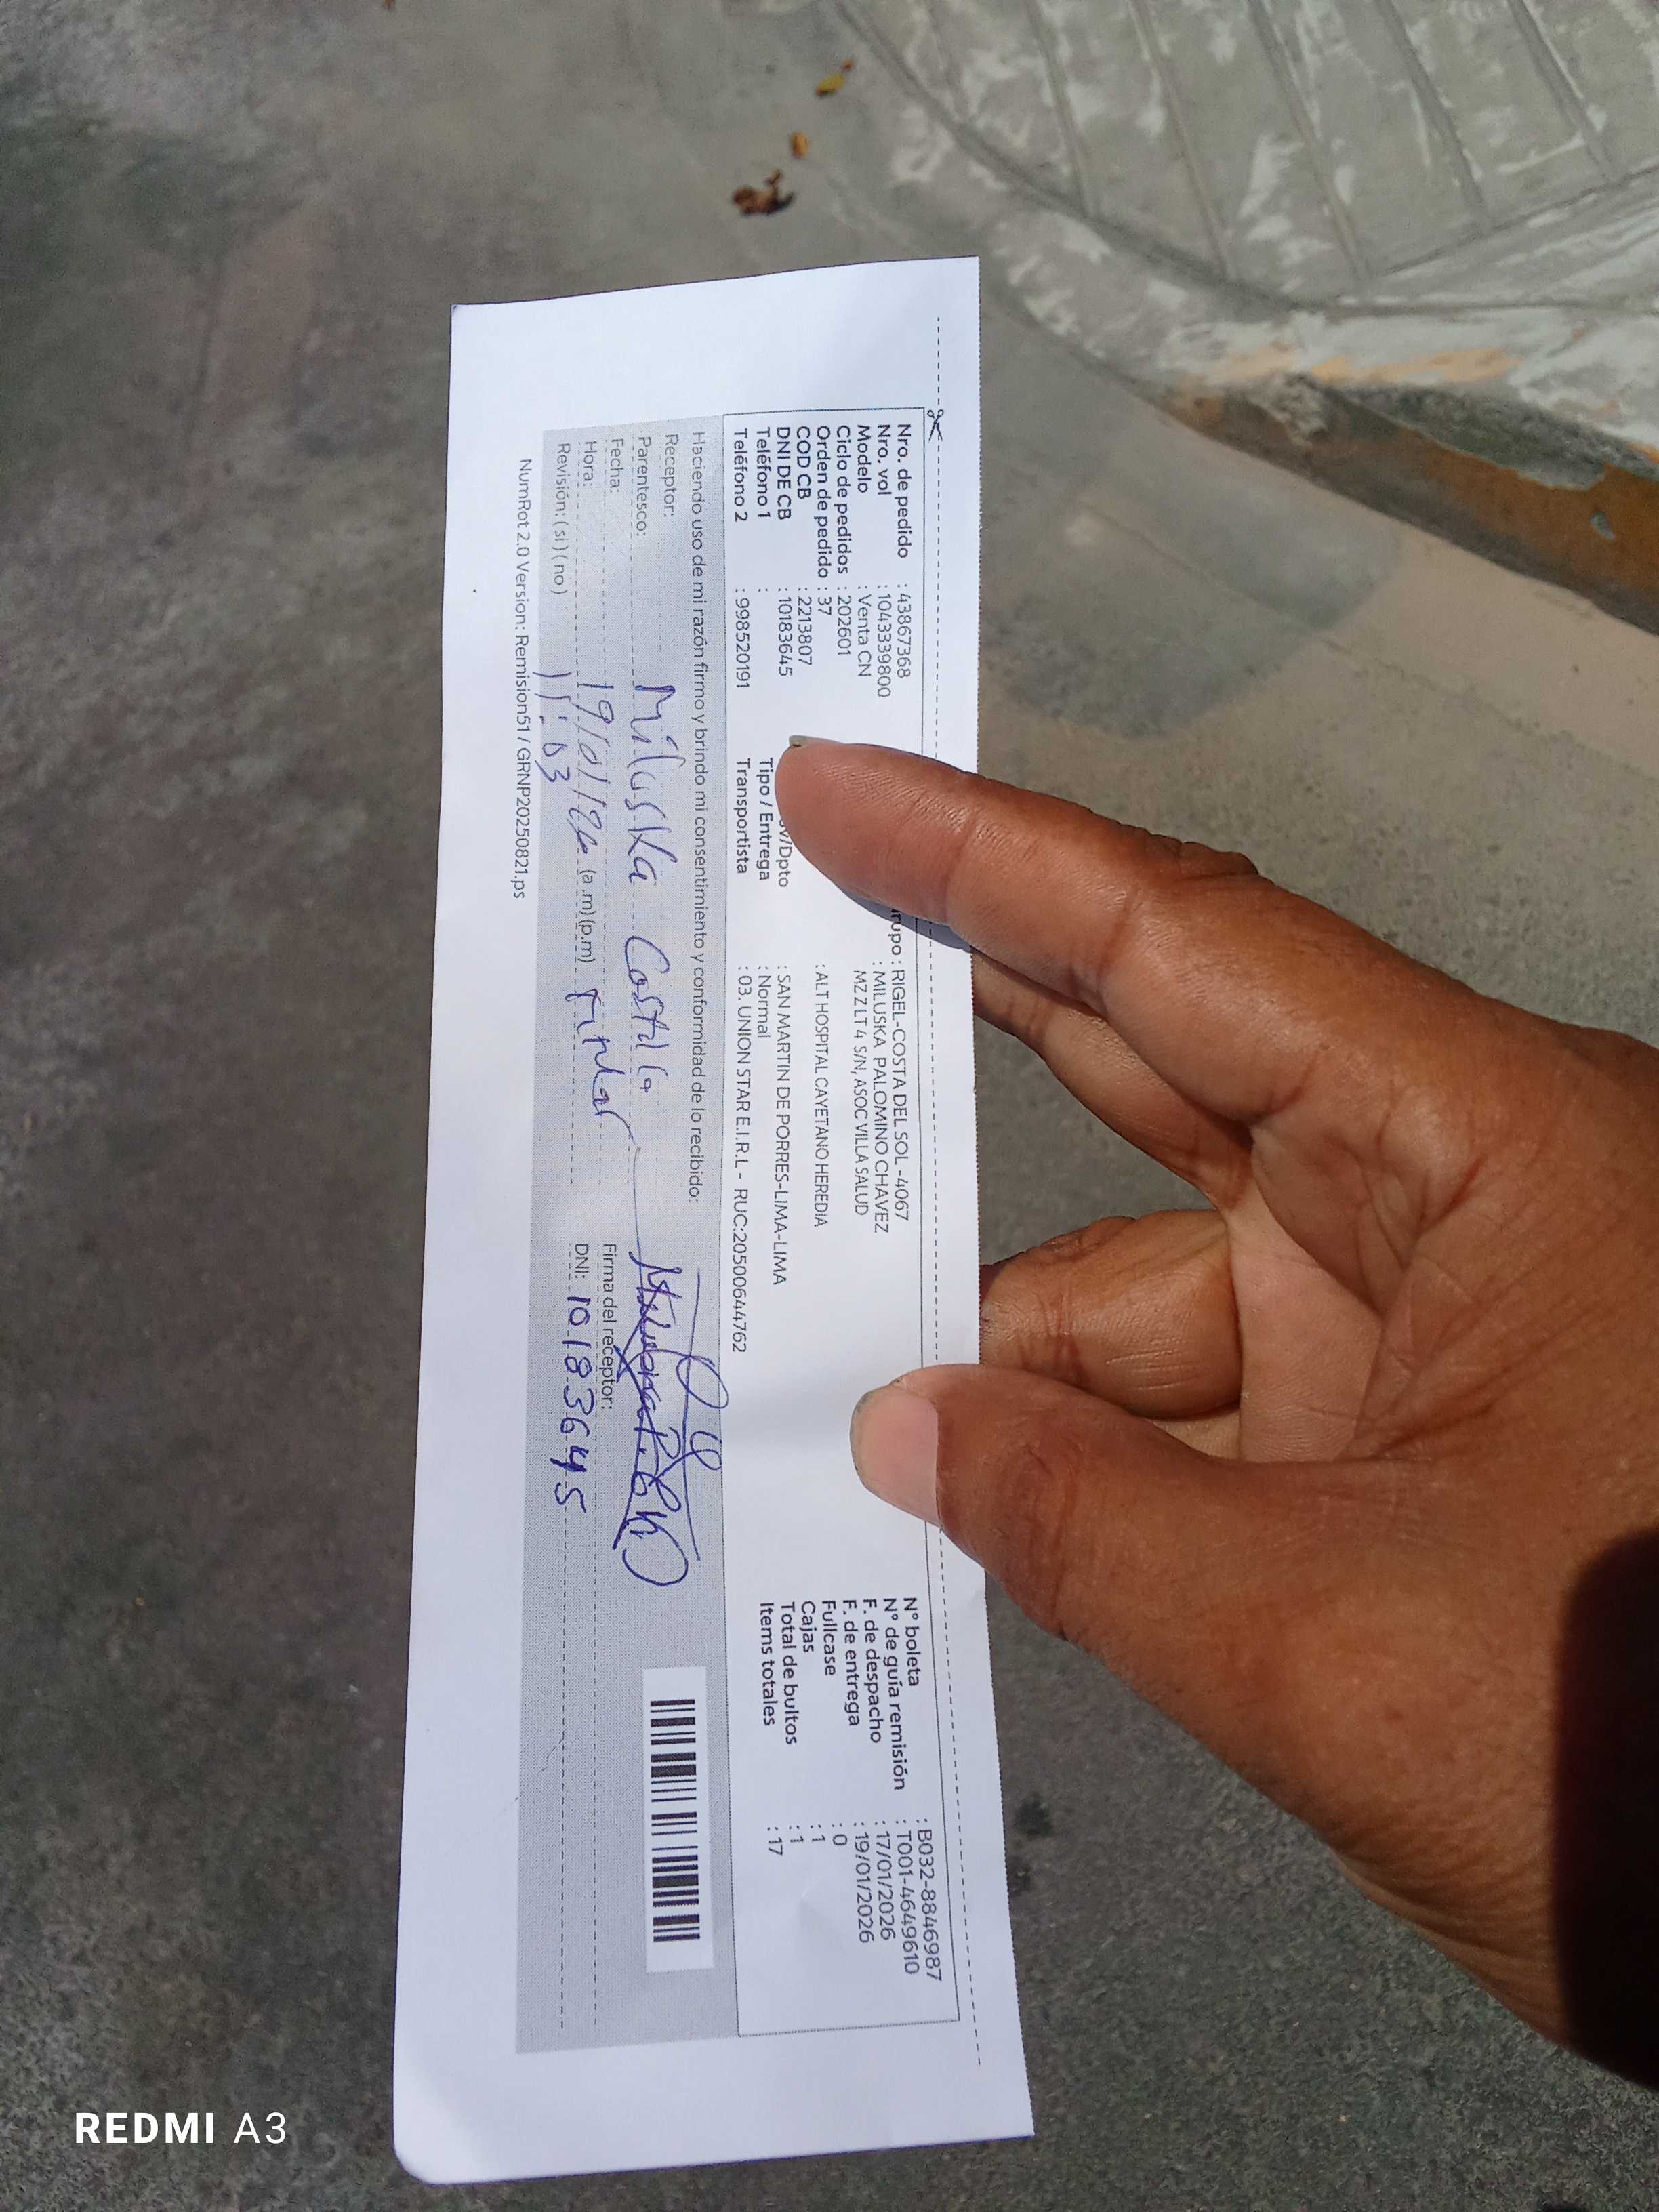 Nro. de pedido : 43867368
Nro. vol : 1043339800
Modelo : Venta CN
Ciclo de pedidos : 202601
Orden de pedido : 37
COD CB : 2213807
DNI DE CB : 10183645
Teléfono 1 :
Teléfono 2 : 998520191
rupo : RIGEL-COSTA DEL SOL -4067
: MILUSKA PALOMINO CHAVEZ
MZ Z LT 4 S/N, ASOC VILLA SALUD
: ALT HOSPITAL CAYETANO HEREDIA
ov/Dpto : SAN MARTIN DE PORRES-LIMA-LIMA
Tipo / Entrega : Normal
Transportista : 03. UNION STAR E.I.R.L - RUC:20500644762
N° boleta : B032-8846987
N° de guía remisión : T001-4649610
F. de despacho : 17/01/2026
F. de entrega : 19/01/2026
Fullcase : 0
Cajas : 1
Total de bultos : 1
Items totales : 17
Haciendo uso de mi razón firmo y brindo mi consentimiento y conformidad de lo recibido:
Receptor:
Parentesco: Miluska
Fecha: 19/01/26
Hora: (a.m) (p.m) Titular
Revisión: ( si ) ( no ) 11:03
Firma del receptor:
DNI: 10183645
NumRot 2.0 Version: Remision51 / GRNP20250821.ps
REDMI A3